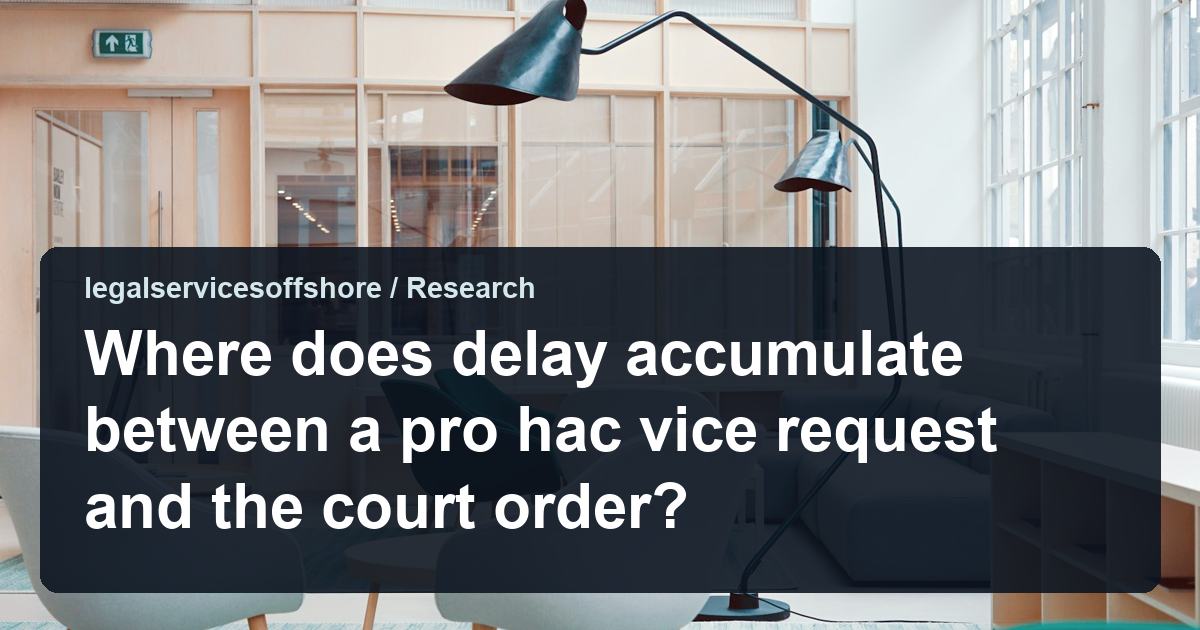 legalservicesoffshore / Research
Where does delay accumulate
between a pro hac vice request
and the court order?